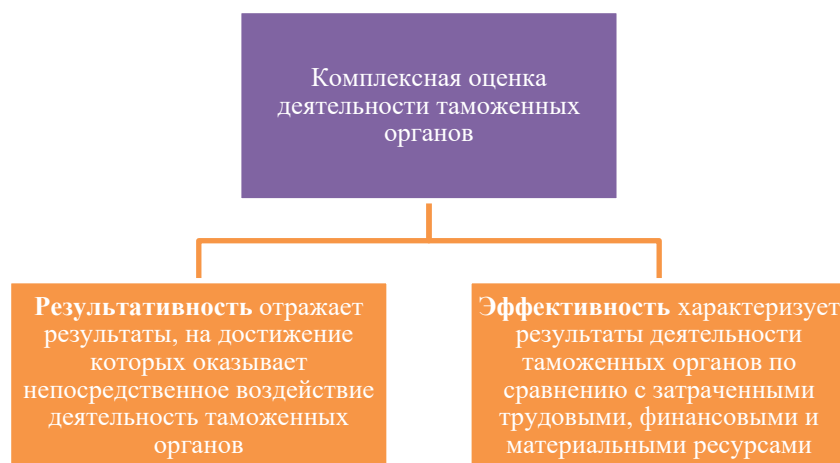 Комплексная оценка
деятельности таможенных
органов
Результативность отражает
результаты, на достижение
которых оказывает
непосредственное воздействие
деятельность таможенных
органов
Эффективность характеризует
результаты деятельности
таможенных органов по
сравнению с затраченными
трудовыми, финансовыми и
материальными ресурсами